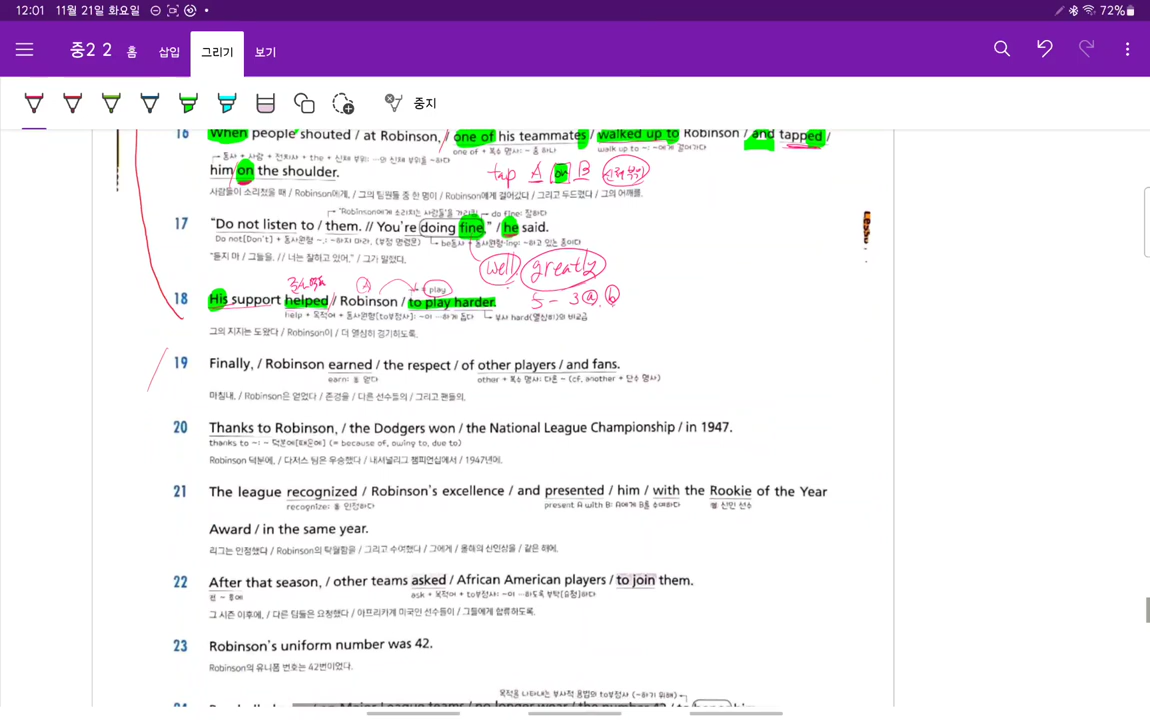 12:01 11월 21일 화요일 72%
중2 2 홈 삽입 그리기 보기
중지
16 When people shouted / at Robinson, / one of his teammates / walked up to Robinson / and tapped /
동사 + 사람 + 전치사 + the + 신체 부위: …의 신체 부위를 ~하다 one of + 복수 명사: ~ 중 하나 walk up to ~: ~에게 걸어가다
him / on the shoulder.
tap A on B 신체 부위
사람들이 소리쳤을 때 / Robinson에게, / 그의 팀원들 중 한 명이 / Robinson에게 걸어갔다 / 그리고 두드렸다 / 그의 어깨를.
"Robinson에게 소리치는 사람들"을 가리킴 do fine: 잘하다
17 "Do not listen to / them. // You're doing fine," / he said.
Do not[Don't] + 동사원형 ~.: ~하지 마라. (부정 명령문) be동사 + 동사원형-ing: ~하고 있는 중이다
"듣지 마 / 그들을. // 너는 잘하고 있어," / 그가 말했다.
well greatly
play
18 His support helped / Robinson / to play harder.
5 - 3 ⓐ, ⓑ
help + 목적어 + 동사원형[to부정사]: ~이 …하게 돕다 부사 hard(열심히)의 비교급
그의 지지는 도왔다 / Robinson이 / 더 열심히 경기하도록.
19 Finally, / Robinson earned / the respect / of other players / and fans.
earn: 통 얻다 other + 복수 명사: 다른 ~ (cf. another + 단수 명사)
마침내, / Robinson은 얻었다 / 존경을 / 다른 선수들의 / 그리고 팬들의.
20 Thanks to Robinson, / the Dodgers won / the National League Championship / in 1947.
thanks to ~: ~ 덕분에[때문에] (= because of, owing to, due to)
Robinson 덕분에, / 다저스 팀은 우승했다 / 내셔널리그 챔피언십에서 / 1947년에.
21 The league recognized / Robinson's excellence / and presented / him / with the Rookie of the Year
recognize: 통 인정하다 present A with B: A에게 B를 수여하다 명 신인 선수
Award / in the same year.
리그는 인정했다 / Robinson의 탁월함을 / 그리고 수여했다 / 그에게 / 올해의 신인상을 / 같은 해에.
22 After that season, / other teams asked / African American players / to join them.
전 ~ 후에 ask + 목적어 + to부정사: ~이 …하도록 부탁[요청]하다
그 시즌 이후에, / 다른 팀들은 요청했다 / 아프리카계 미국인 선수들이 / 그들에게 합류하도록.
23 Robinson's uniform number was 42.
Robinson의 유니폼 번호는 42번이었다.
목적을 나타내는 부사적 용법의 to부정사 (~하기 위해)